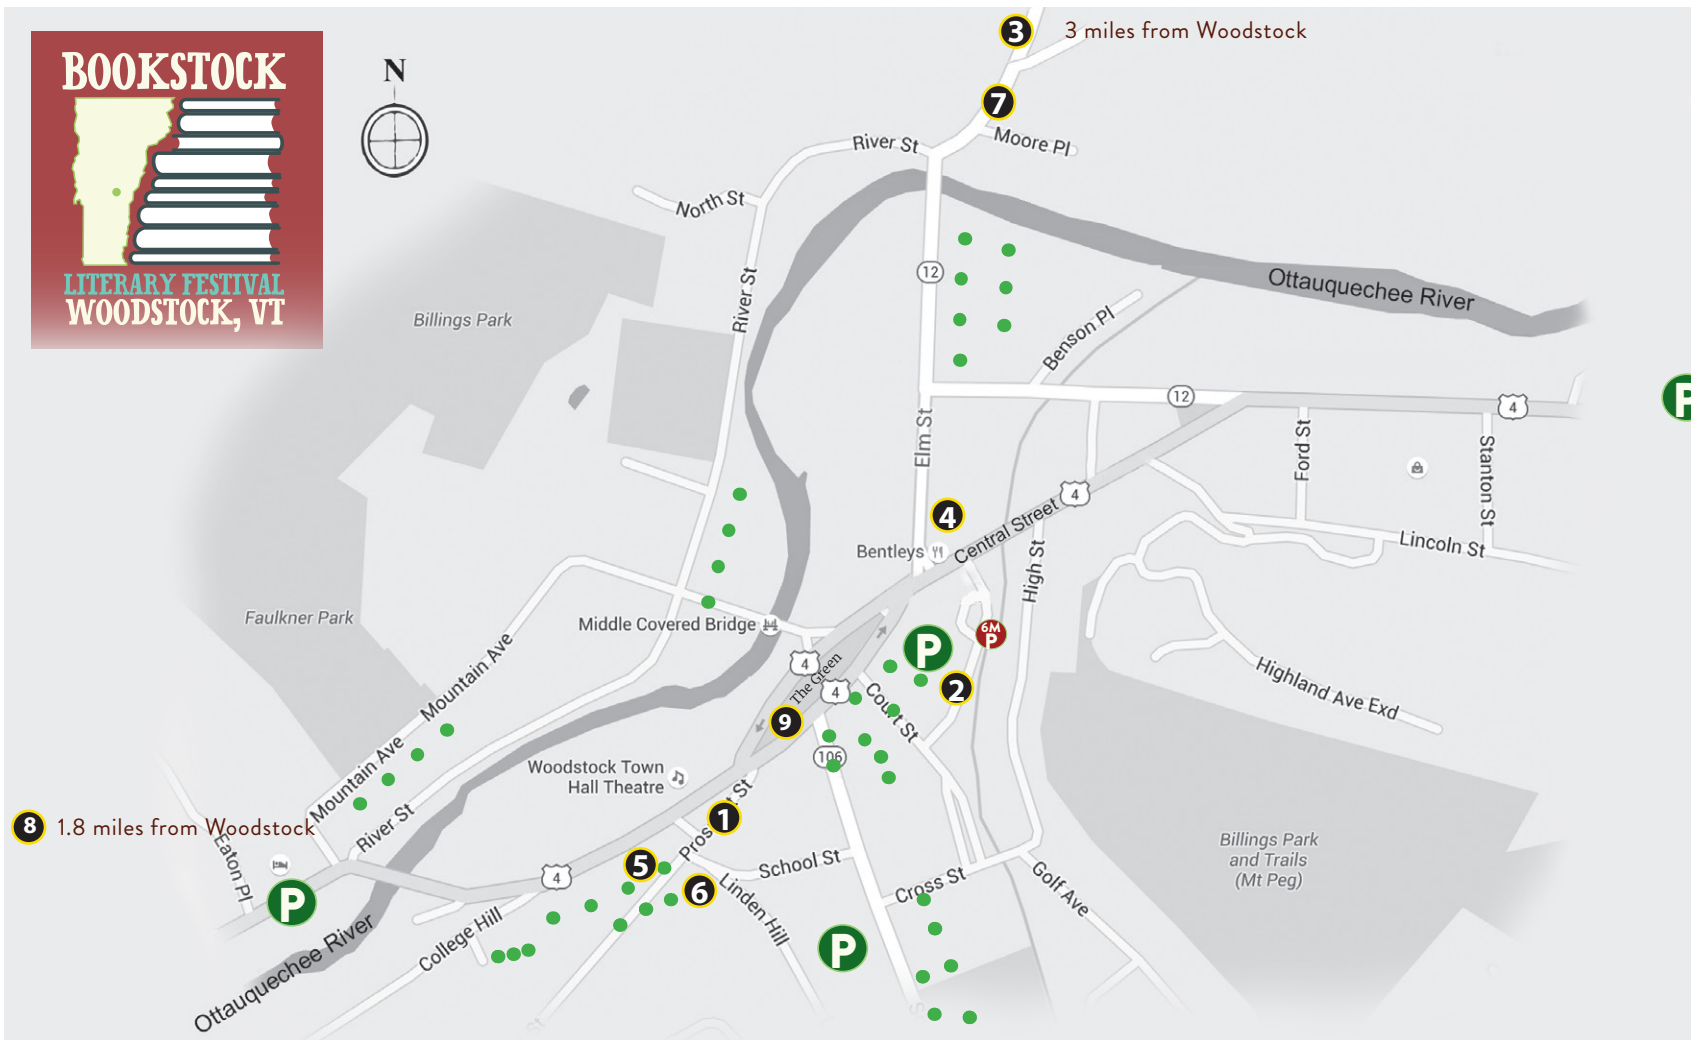 BOOKSTOCK
LITERARY FESTIVAL
WOODSTOCK, VT
N
3
3 miles from Woodstock
7
Moore Pl
River St
North St
River St
12
Ottauquechee River
Billings Park
Benson Pl
12
4
P
Elm St
Ford St
Stanton St
4
4
Central Street
Bentleys
High St
Lincoln St
Faulkner Park
Middle Covered Bridge
6M
P
P
4
The Green
4
2
Mountain Ave
Court St
Highland Ave Exd
9
106
Mountain Ave
Woodstock Town
Hall Theatre
River St
8
1.8 miles from Woodstock
1
Pros
t St
Eaton Pl
5
School St
Billings Park
and Trails
(Mt Peg)
4
6
Linden Hill
Cross St
Golf Ave
P
College Hill
P
Ottauquechee River
St
S